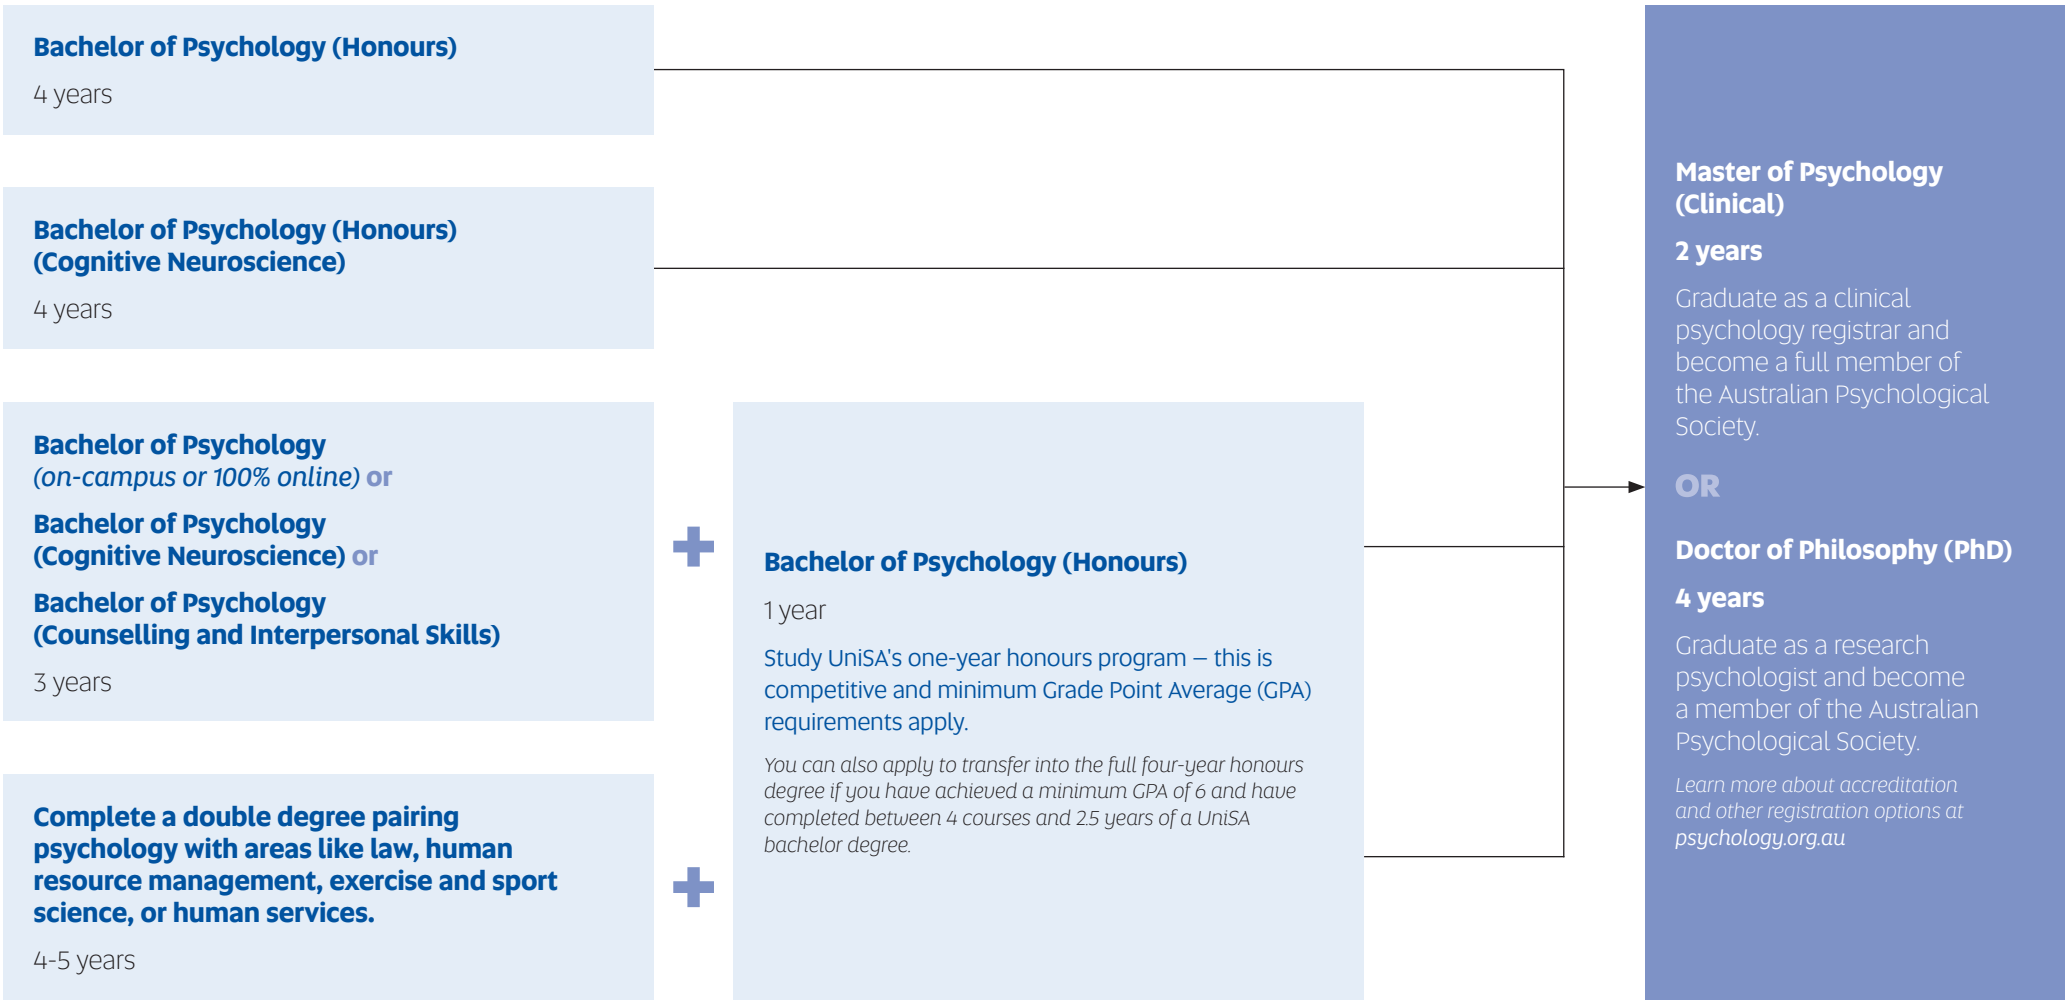 Bachelor of Psychology (Honours)
4 years
Bachelor of Psychology (Honours)
(Cognitive Neuroscience)
4 years
Bachelor of Psychology
(on-campus or 100% online) or
Bachelor of Psychology
(Cognitive Neuroscience) or
Bachelor of Psychology
(Counselling and Interpersonal Skills)
3 years
Complete a double degree pairing
psychology with areas like law, human
resource management, exercise and sport
science, or human services.
4-5 years
Bachelor of Psychology (Honours)
1 year
Study UniSA's one-year honours program – this is
competitive and minimum Grade Point Average (GPA)
requirements apply.
You can also apply to transfer into the full four-year honours
degree if you have achieved a minimum GPA of 6 and have
completed between 4 courses and 2.5 years of a UniSA
bachelor degree.
Master of Psychology
(Clinical)
2 years
Graduate as a clinical
psychology registrar and
become a full member of
the Australian Psychological
Society.
OR
Doctor of Philosophy (PhD)
4 years
Graduate as a research
psychologist and become
a member of the Australian
Psychological Society.
Learn more about accreditation
and other registration options at
psychology.org.au